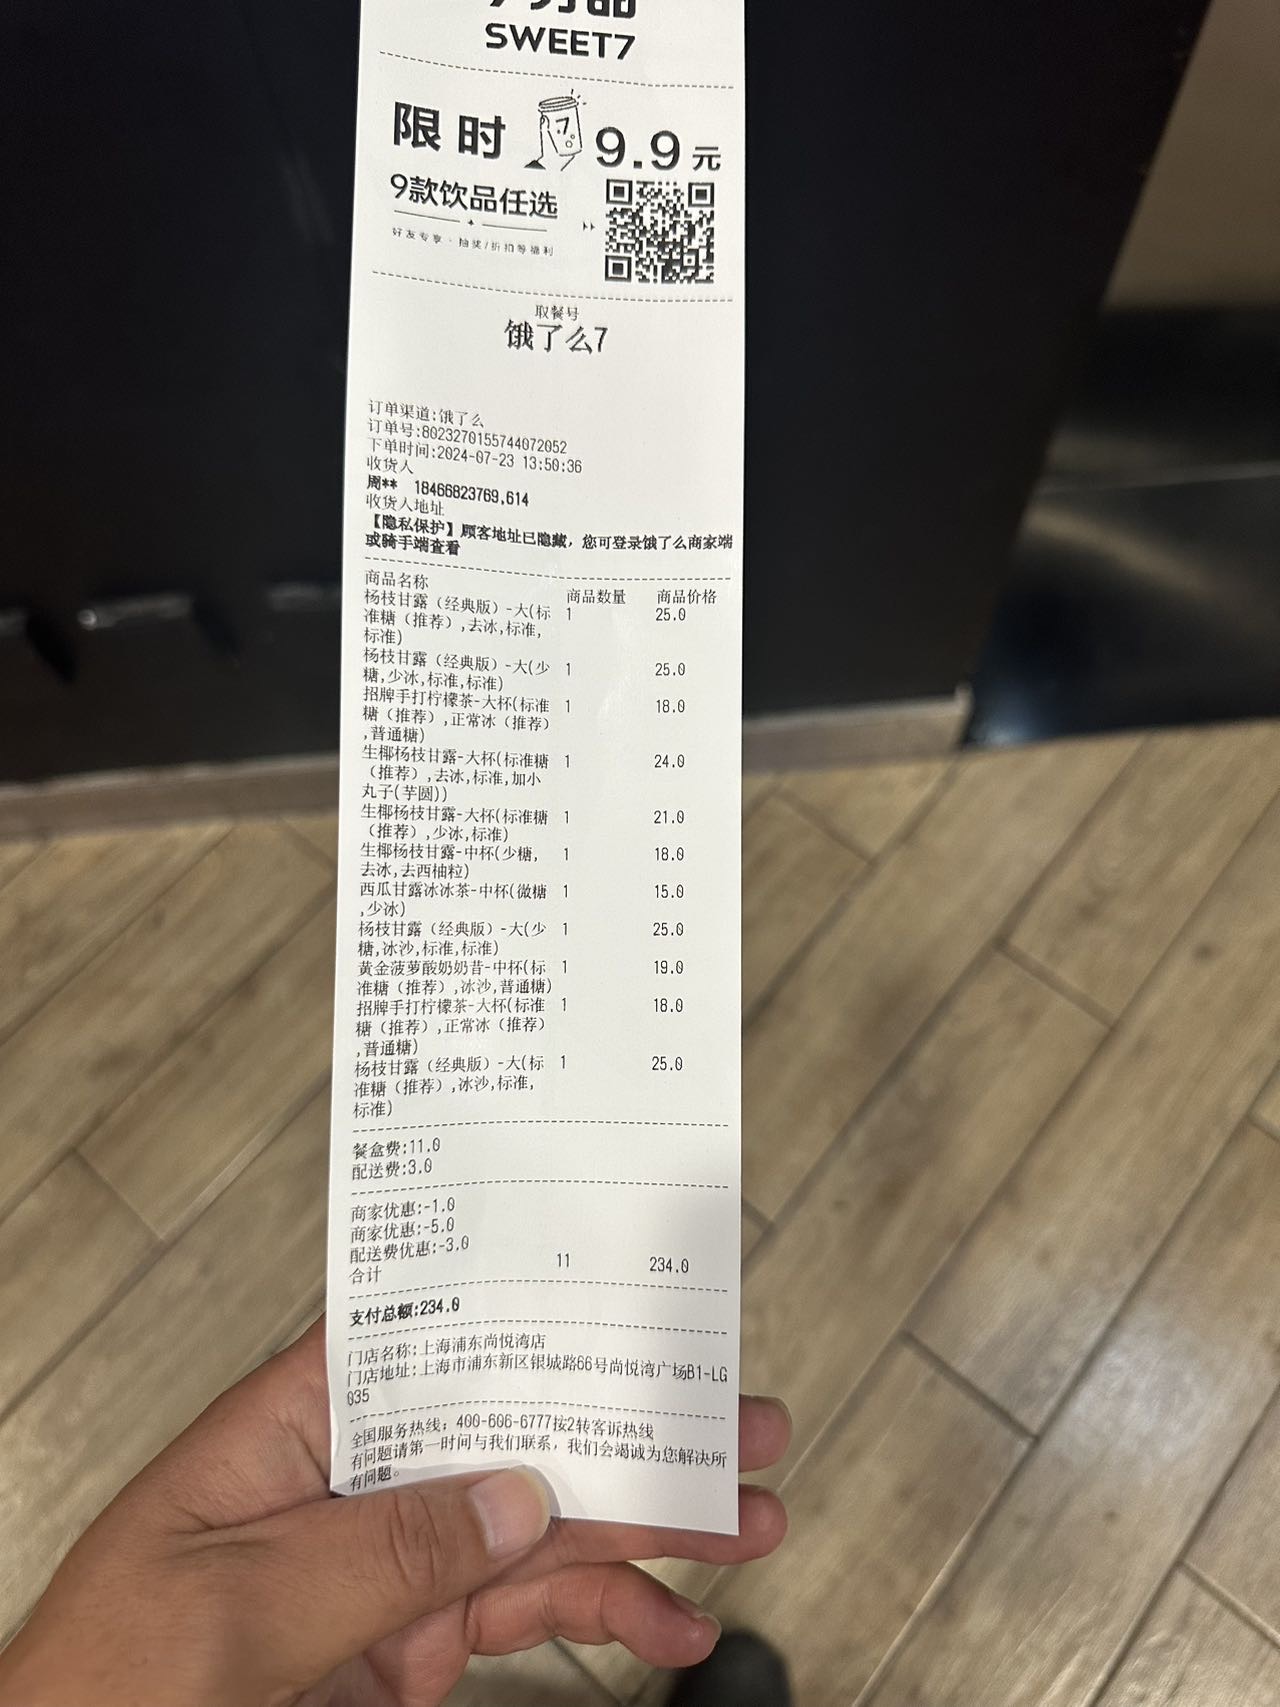 SWEET7
限时 9.9元
9款饮品任选
好友专享·抽奖/折扣等福利
取餐号
饿了么7
订单渠道:饿了么
订单号:8023270155744072052
下单时间:2024-07-23 13:50:36
收货人
周** 18466823769,614
收货人地址
【隐私保护】顾客地址已隐藏，您可登录饿了么商家端
或骑手端查看
商品名称 商品数量 商品价格
杨枝甘露（经典版）-大(标 1 25.0
准糖（推荐）,去冰,标准,
标准)
杨枝甘露（经典版）-大(少 1 25.0
糖,少冰,标准,标准)
招牌手打柠檬茶-大杯(标准 1 18.0
糖（推荐）,正常冰（推荐）
,普通糖)
生椰杨枝甘露-大杯(标准糖 1 24.0
（推荐）,去冰,标准,加小
丸子(芋圆))
生椰杨枝甘露-大杯(标准糖 1 21.0
（推荐）,少冰,标准)
生椰杨枝甘露-中杯(少糖, 1 18.0
去冰,去西柚粒)
西瓜甘露冰冰茶-中杯(微糖 1 15.0
,少冰)
杨枝甘露（经典版）-大(少 1 25.0
糖,冰沙,标准,标准)
黄金菠萝酸奶奶昔-中杯(标 1 19.0
准糖（推荐）,冰沙,普通糖)
招牌手打柠檬茶-大杯(标准 1 18.0
糖（推荐）,正常冰（推荐）
,普通糖)
杨枝甘露（经典版）-大(标 1 25.0
准糖（推荐）,冰沙,标准,
标准)
餐盒费:11.0
配送费:3.0
商家优惠:-1.0
商家优惠:-5.0
配送费优惠:-3.0
合计 11 234.0
支付总额:234.0
门店名称:上海浦东尚悦湾店
门店地址:上海市浦东新区银城路66号尚悦湾广场B1-LG
035
全国服务热线：400-606-6777按2转客诉热线
有问题请第一时间与我们联系，我们会竭诚为您解决所
有问题。